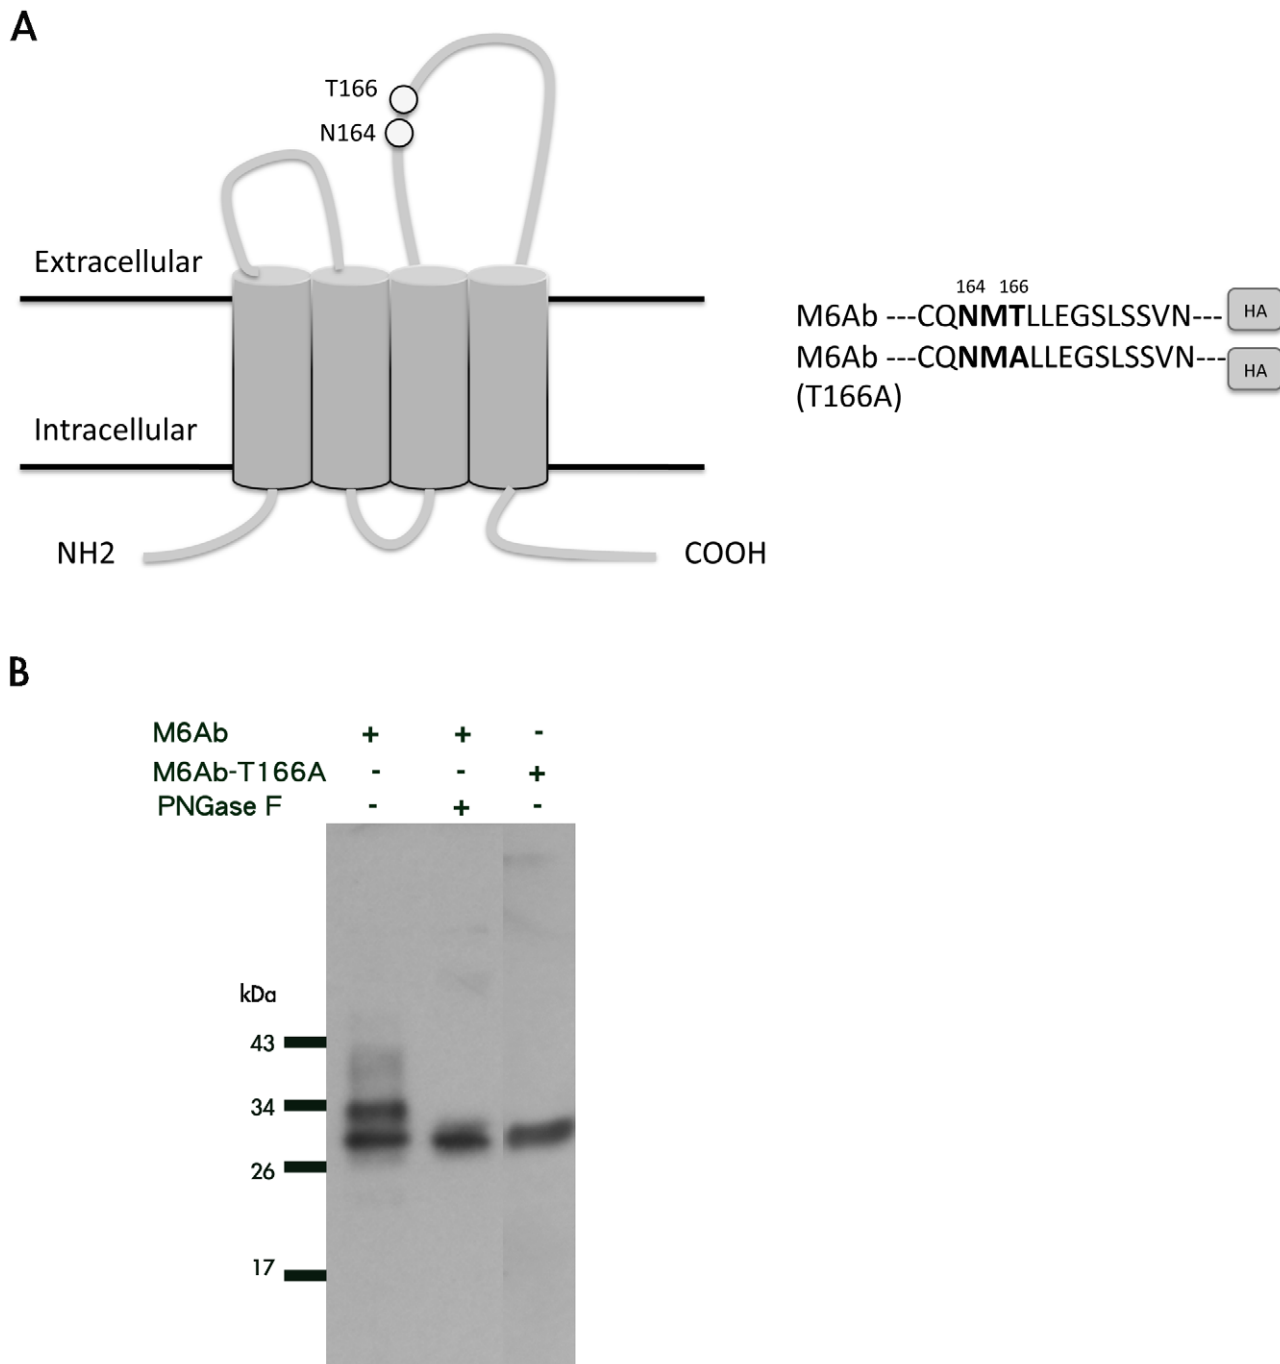 A
T166
N164
Extracellular
Intracellular
NH2
COOH
164 166
M6Ab ---CQNMTLLEGSLSSVN--- HA
M6Ab ---CQNMALLEGSLSSVN--- HA
(T166A)
B
M6Ab + + -
M6Ab-T166A - - +
PNGase F - + -
kDa
43
34
26
17